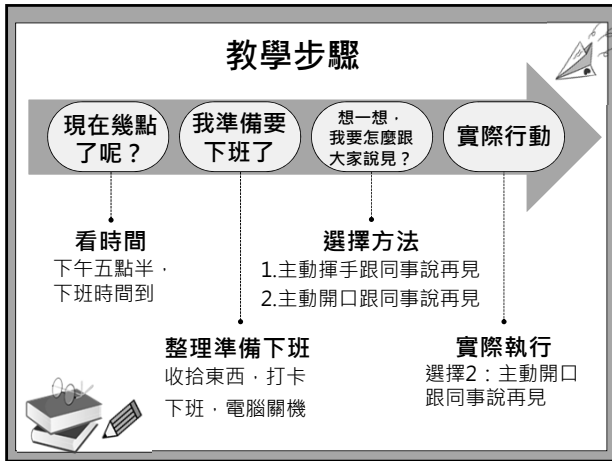 教學步驟
現在幾點
了呢？
我準備要
下班了
想一想，
我要怎麼跟
大家說見？
實際行動
看時間
下午五點半，
下班時間到
選擇方法
1.主動揮手跟同事說再見
2.主動開口跟同事說再見
整理準備下班
收拾東西，打卡
下班，電腦關機
實際執行
選擇2：主動開口
跟同事說再見